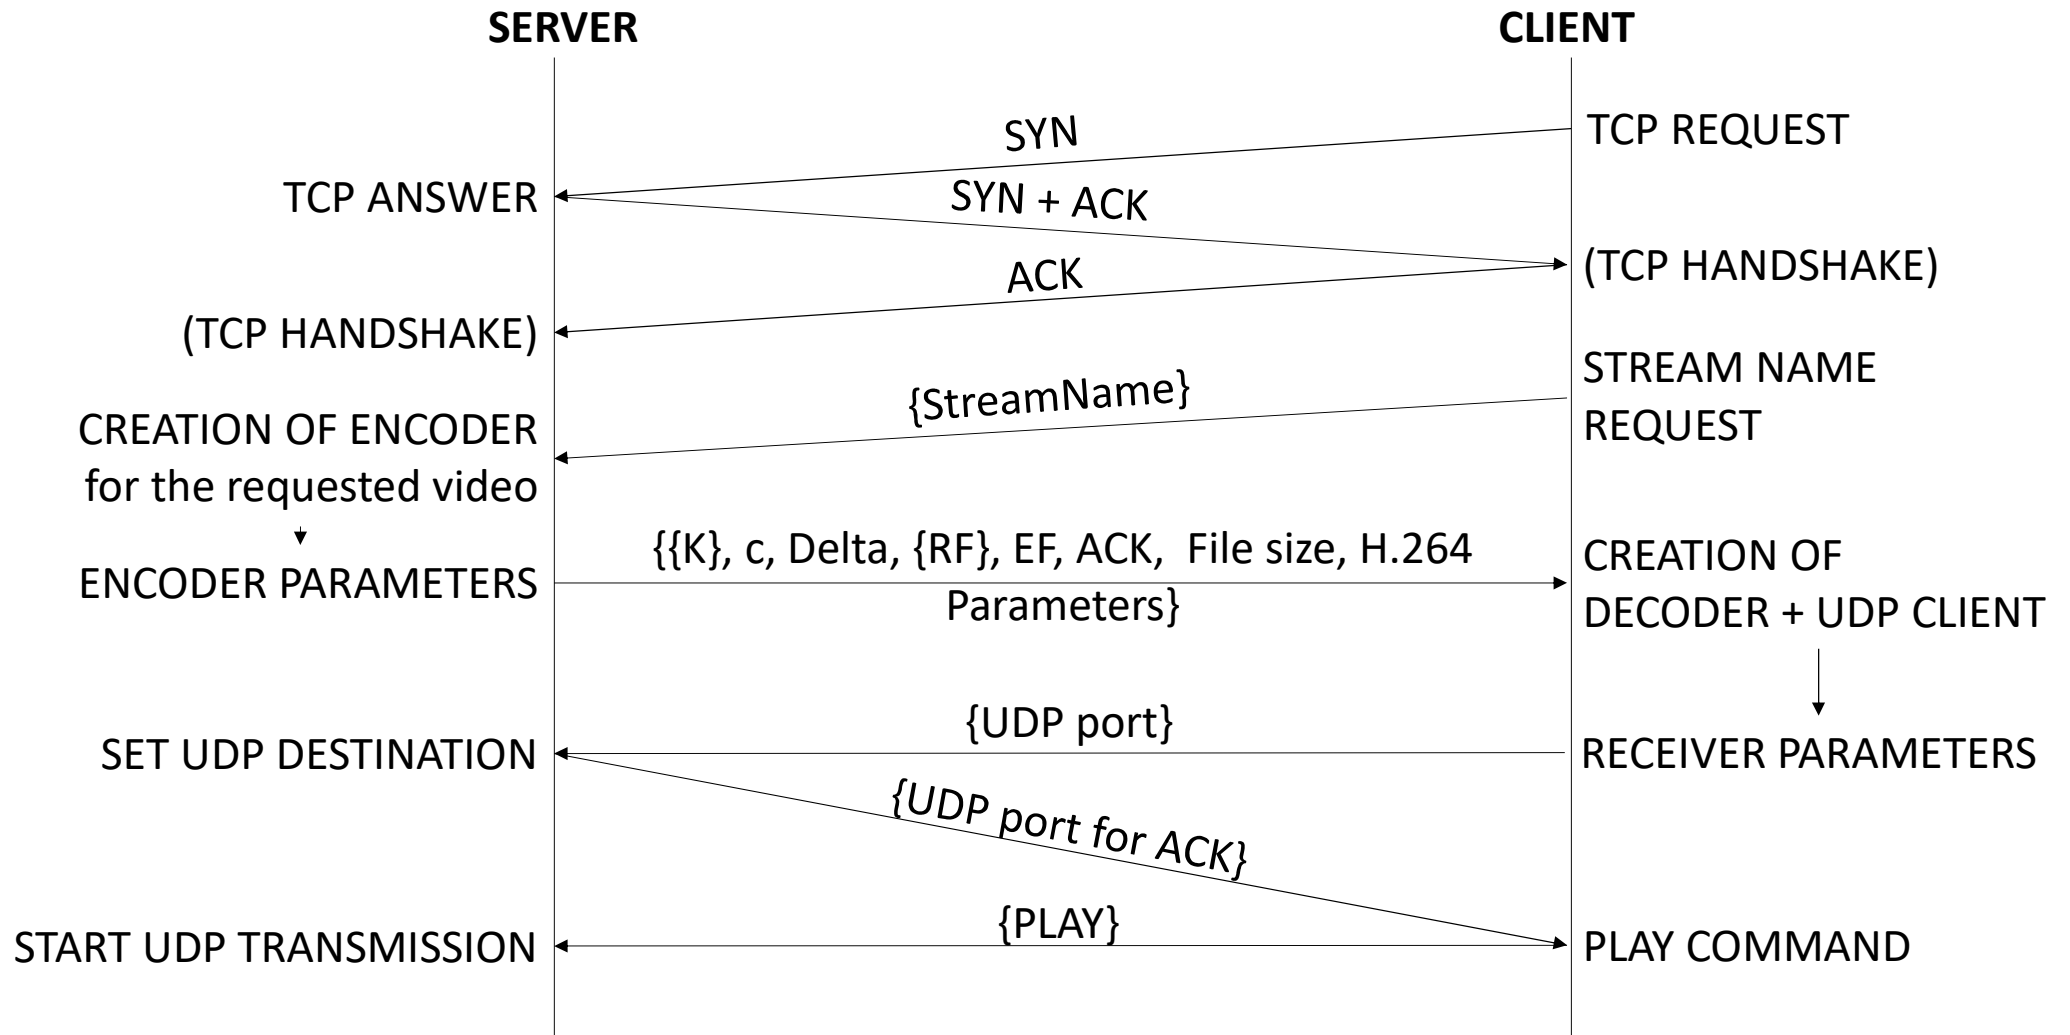 SERVER
CLIENT
SYN
TCP REQUEST
TCP ANSWER
SYN + ACK
(TCP HANDSHAKE)
ACK
(TCP HANDSHAKE)
STREAM NAME
REQUEST
{StreamName}
CREATION OF ENCODER
for the requested video
{{K}, c, Delta, {RF}, EF, ACK, File size, H.264
Parameters}
ENCODER PARAMETERS
CREATION OF
DECODER + UDP CLIENT
{UDP port}
SET UDP DESTINATION
RECEIVER PARAMETERS
{UDP port for ACK}
{PLAY}
START UDP TRANSMISSION
PLAY COMMAND